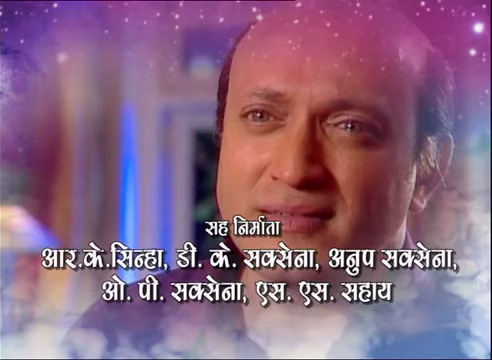 सह निर्माता
आर.के.सिन्हा, डी. के. सक्सेना, अनुप सक्सेना,
ओ. पी. सक्सेना, एस. एस. सहाय